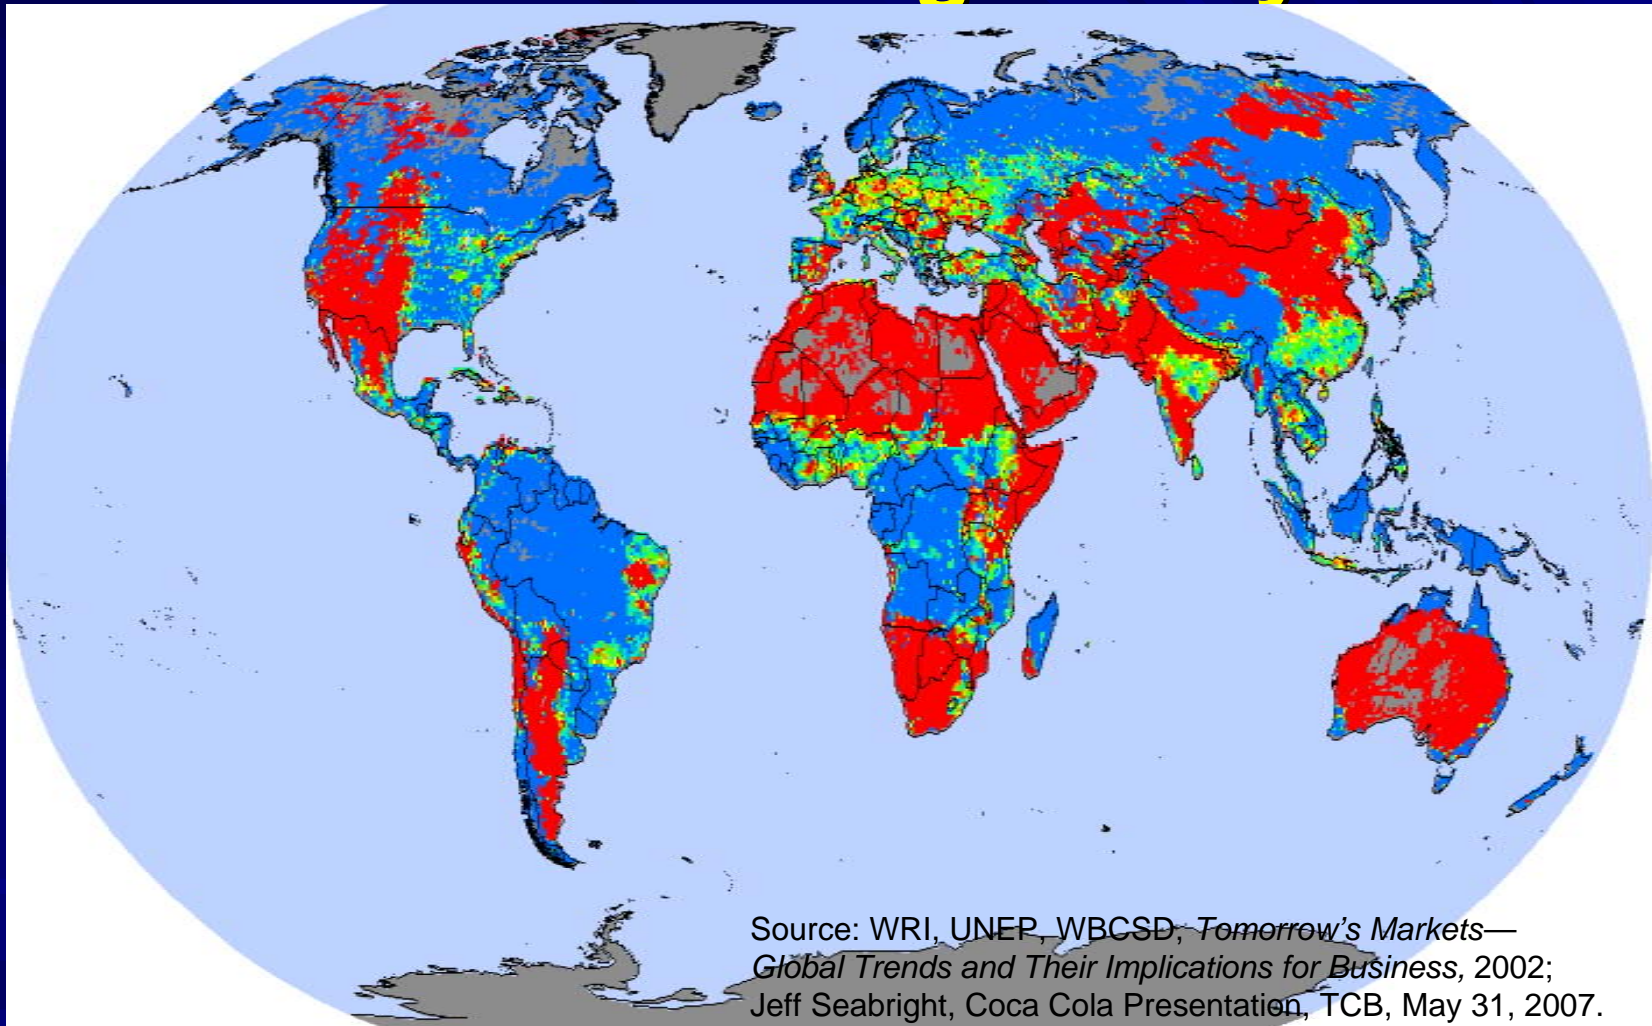 Source: WRI, UNEP, WBCSD, Tomorrow’s Markets—
Global Trends and Their Implications for Business, 2002;
Jeff Seabright, Coca Cola Presentation, TCB, May 31, 2007.